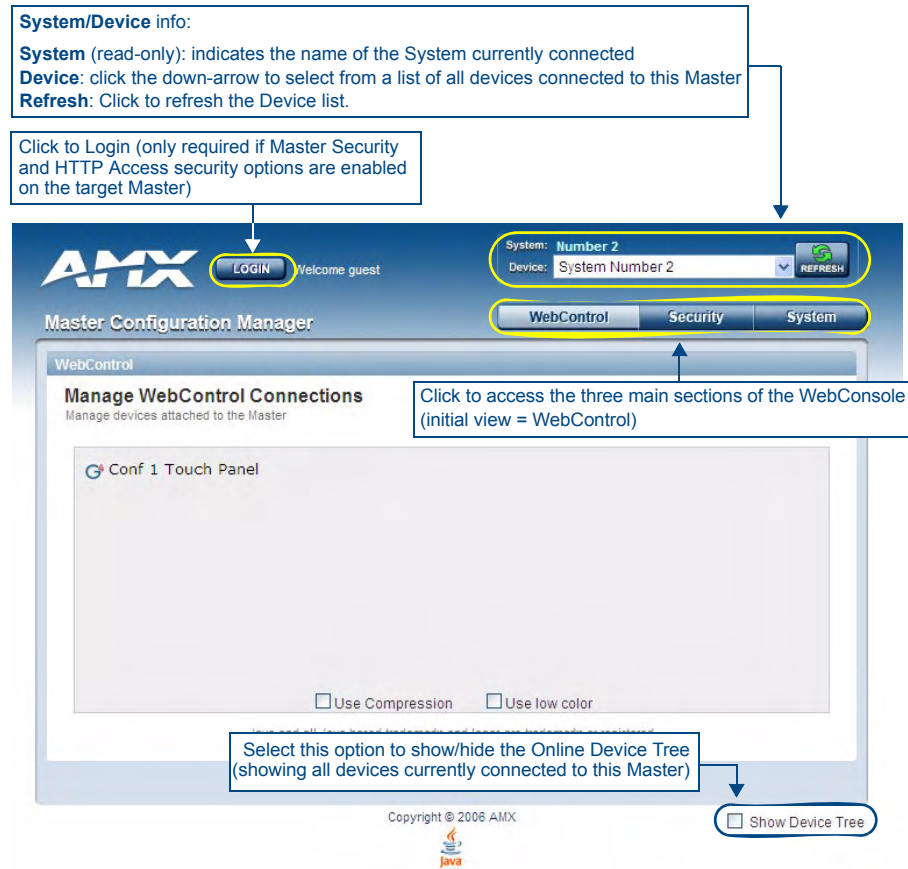 System/Device info:
System (read-only): indicates the name of the System currently connected
Device: click the down-arrow to select from a list of all devices connected to this Master
Refresh: Click to refresh the Device list.
Click to Login (only required if Master Security
and HTTP Access security options are enabled
on the target Master)
AMX
LOGIN
Welcome guest
System: Number 2
Device: System Number 2
REFRESH
Master Configuration Manager
WebControl
Security
System
WebControl
Manage WebControl Connections
Manage devices attached to the Master
Click to access the three main sections of the WebConsole
(initial view = WebControl)
Conf 1 Touch Panel
Use Compression
Use low color
Select this option to show/hide the Online Device Tree
(showing all devices currently connected to this Master)
Copyright © 2006 AMX
Show Device Tree
Java